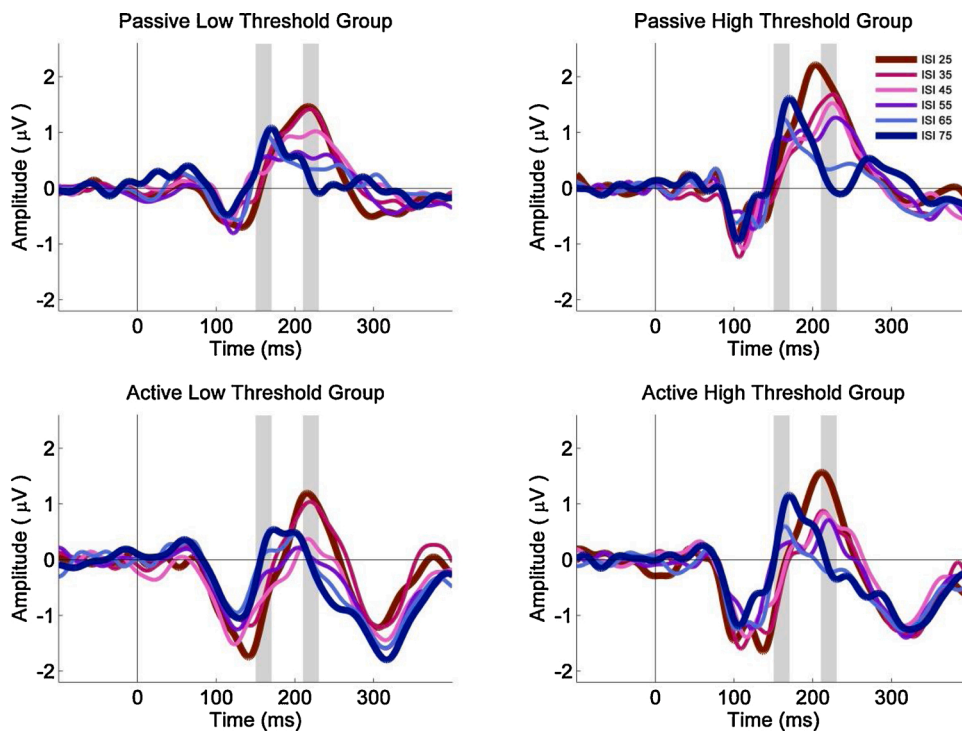 Passive Low Threshold Group
Amplitude ( μV)
2
1
0
-1
-2
0
100
200
300
Time (ms)
Passive High Threshold Group
ISI 25
ISI 35
ISI 45
ISI 55
ISI 65
ISI 75
Amplitude ( μV)
2
1
0
-1
-2
0
100
200
300
Time (ms)
Active Low Threshold Group
Amplitude ( μV)
2
1
0
-1
-2
0
100
200
300
Time (ms)
Active High Threshold Group
Amplitude ( μV)
2
1
0
-1
-2
0
100
200
300
Time (ms)